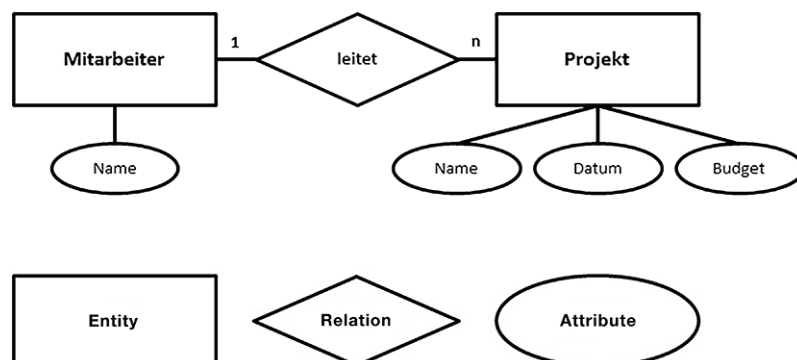 Mitarbeiter 1 leitet n Projekt
Name Name Datum Budget
Entity Relation Attribute